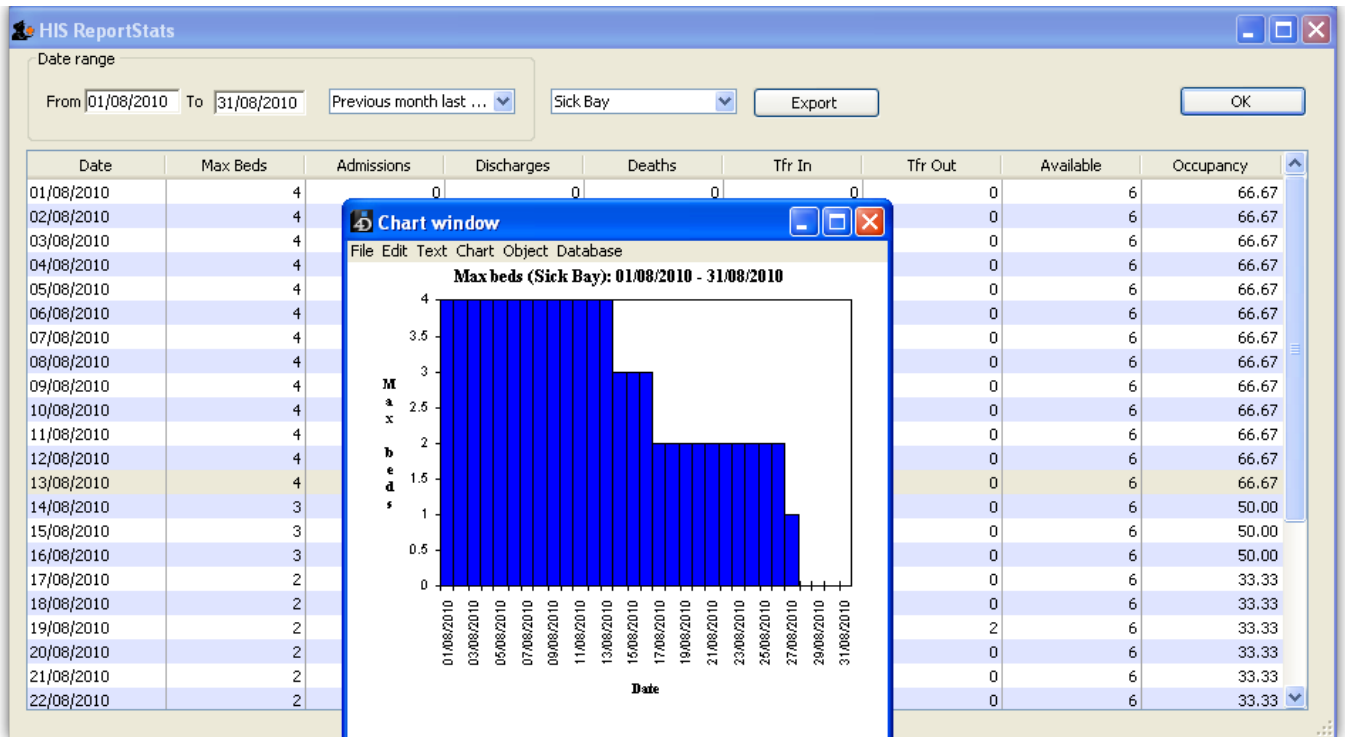 HIS ReportStats
Date range
From 01/08/2010 To 31/08/2010 Previous month last ... Sick Bay Export OK
Date Max Beds Admissions Discharges Deaths Tfr In Tfr Out Available Occupancy
01/08/2010 4 0 0 0 0 0 6 66.67
02/08/2010 4 0 6 66.67
03/08/2010 4 0 6 66.67
04/08/2010 4 0 6 66.67
05/08/2010 4 0 6 66.67
06/08/2010 4 0 6 66.67
07/08/2010 4 0 6 66.67
08/08/2010 4 0 6 66.67
09/08/2010 4 0 6 66.67
10/08/2010 4 0 6 66.67
11/08/2010 4 0 6 66.67
12/08/2010 4 0 6 66.67
13/08/2010 4 0 6 66.67
14/08/2010 3 0 6 50.00
15/08/2010 3 0 6 50.00
16/08/2010 3 0 6 50.00
17/08/2010 2 0 6 33.33
18/08/2010 2 0 6 33.33
19/08/2010 2 2 6 33.33
20/08/2010 2 0 6 33.33
21/08/2010 2 0 6 33.33
22/08/2010 2 0 6 33.33
4D Chart window
File Edit Text Chart Object Database
Max beds (Sick Bay): 01/08/2010 - 31/08/2010
Max beds
4
3.5
3
2.5
2
1.5
1
0.5
0
01/08/2010
03/08/2010
05/08/2010
07/08/2010
09/08/2010
11/08/2010
13/08/2010
15/08/2010
17/08/2010
19/08/2010
21/08/2010
23/08/2010
25/08/2010
27/08/2010
29/08/2010
31/08/2010
Date